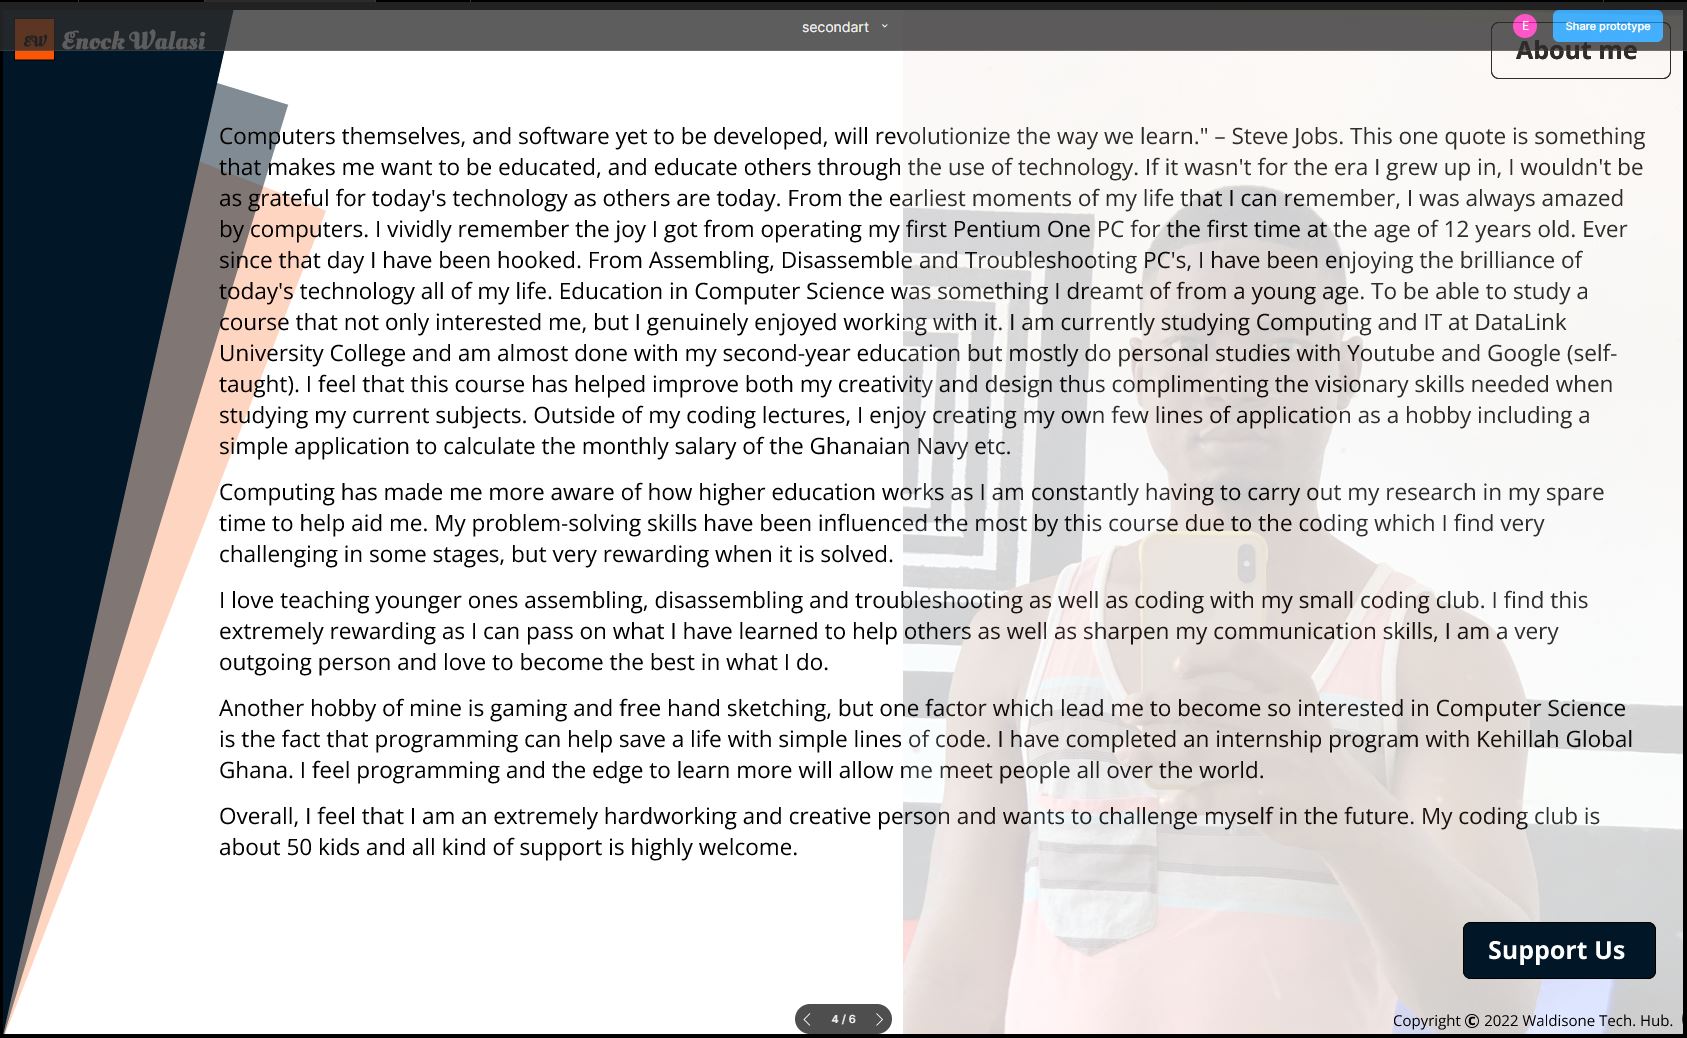 secondart
E
Share prototype
EW
Enock Walasi
About me
Computers themselves, and software yet to be developed, will revolutionize the way we learn." – Steve Jobs. This one quote is something
that makes me want to be educated, and educate others through the use of technology. If it wasn't for the era I grew up in, I wouldn't be
as grateful for today's technology as others are today. From the earliest moments of my life that I can remember, I was always amazed
by computers. I vividly remember the joy I got from operating my first Pentium One PC for the first time at the age of 12 years old. Ever
since that day I have been hooked. From Assembling, Disassemble and Troubleshooting PC's, I have been enjoying the brilliance of
today's technology all of my life. Education in Computer Science was something I dreamt of from a young age. To be able to study a
course that not only interested me, but I genuinely enjoyed working with it. I am currently studying Computing and IT at DataLink
University College and am almost done with my second-year education but mostly do personal studies with Youtube and Google (self-
taught). I feel that this course has helped improve both my creativity and design thus complimenting the visionary skills needed when
studying my current subjects. Outside of my coding lectures, I enjoy creating my own few lines of application as a hobby including a
simple application to calculate the monthly salary of the Ghanaian Navy etc.
Computing has made me more aware of how higher education works as I am constantly having to carry out my research in my spare
time to help aid me. My problem-solving skills have been influenced the most by this course due to the coding which I find very
challenging in some stages, but very rewarding when it is solved.
I love teaching younger ones assembling, disassembling and troubleshooting as well as coding with my small coding club. I find this
extremely rewarding as I can pass on what I have learned to help others as well as sharpen my communication skills, I am a very
outgoing person and love to become the best in what I do.
Another hobby of mine is gaming and free hand sketching, but one factor which lead me to become so interested in Computer Science
is the fact that programming can help save a life with simple lines of code. I have completed an internship program with Kehillah Global
Ghana. I feel programming and the edge to learn more will allow me meet people all over the world.
Overall, I feel that I am an extremely hardworking and creative person and wants to challenge myself in the future. My coding club is
about 50 kids and all kind of support is highly welcome.
Support Us
4 / 6
Copyright © 2022 Waldisone Tech. Hub.